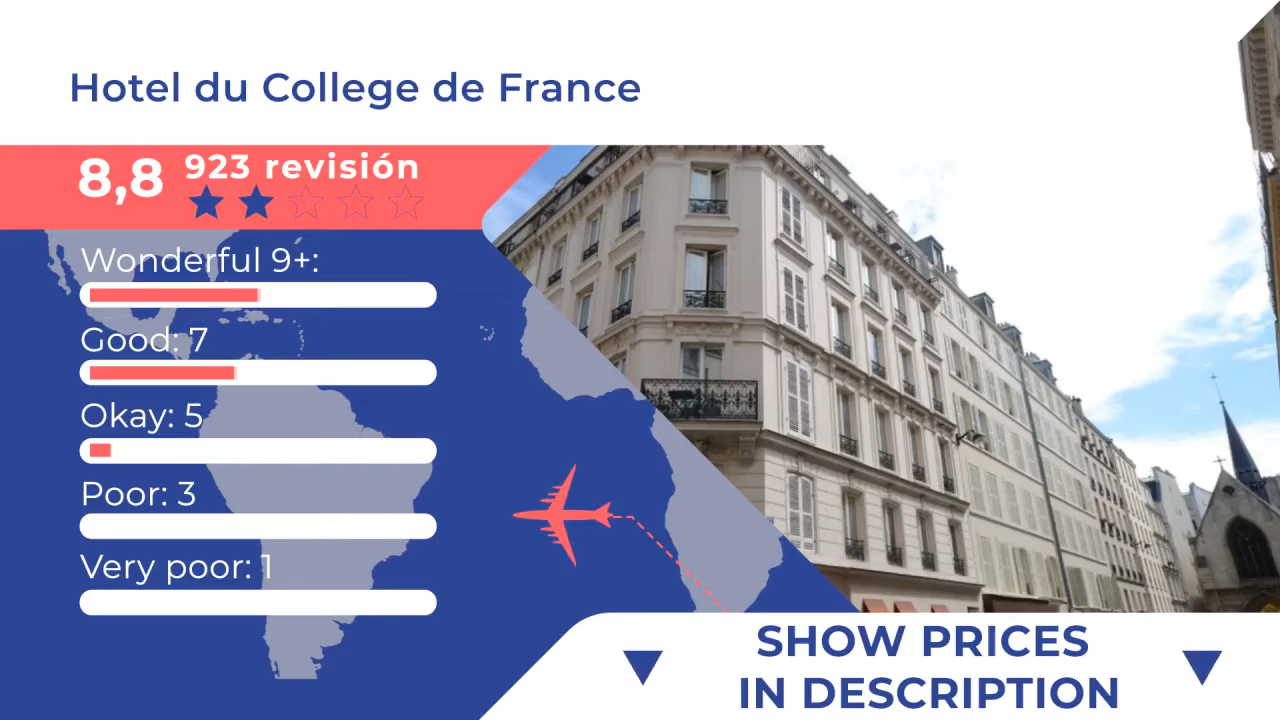 Hotel du College de France
8,8
923 revisión
Wonderful 9+:
Good: 7
Okay: 5
Poor: 3
Very poor: 1
SHOW PRICES
IN DESCRIPTION